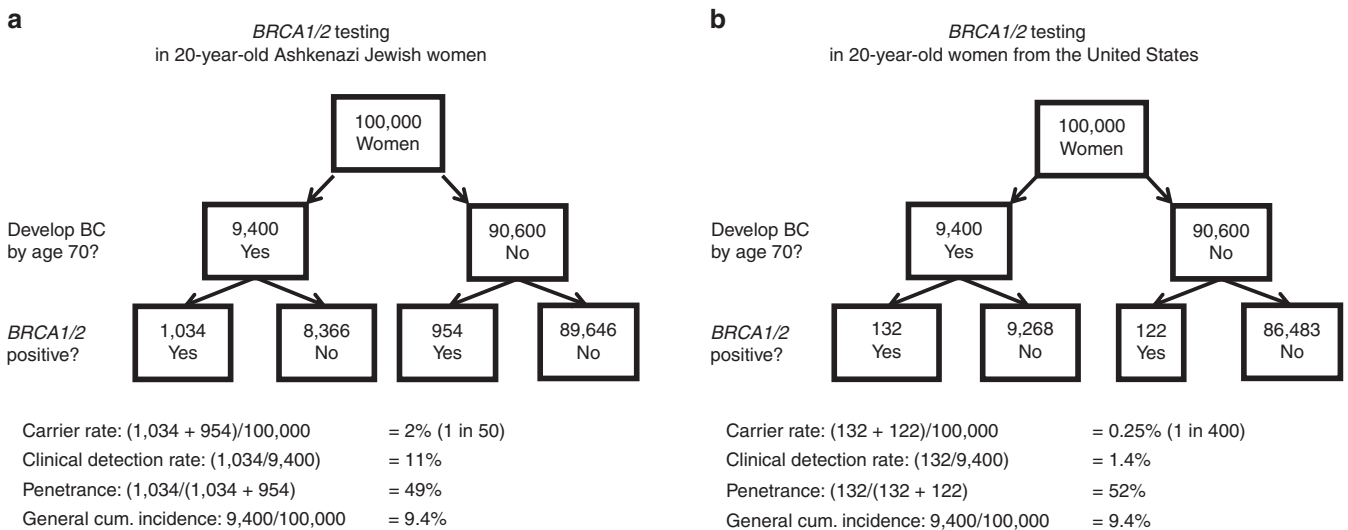 a
BRCA1/2 testing
in 20-year-old Ashkenazi Jewish women
100,000
Women
Develop BC
by age 70?
9,400
Yes
90,600
No
BRCA1/2
positive?
1,034
Yes
8,366
No
954
Yes
89,646
No
Carrier rate: (1,034 + 954)/100,000 = 2% (1 in 50)
Clinical detection rate: (1,034/9,400) = 11%
Penetrance: (1,034/(1,034 + 954) = 49%
General cum. incidence: 9,400/100,000 = 9.4%
b
BRCA1/2 testing
in 20-year-old women from the United States
100,000
Women
Develop BC
by age 70?
9,400
Yes
90,600
No
BRCA1/2
positive?
132
Yes
9,268
No
122
Yes
86,483
No
Carrier rate: (132 + 122)/100,000 = 0.25% (1 in 400)
Clinical detection rate: (132/9,400) = 1.4%
Penetrance: (132/(132 + 122) = 52%
General cum. incidence: 9,400/100,000 = 9.4%